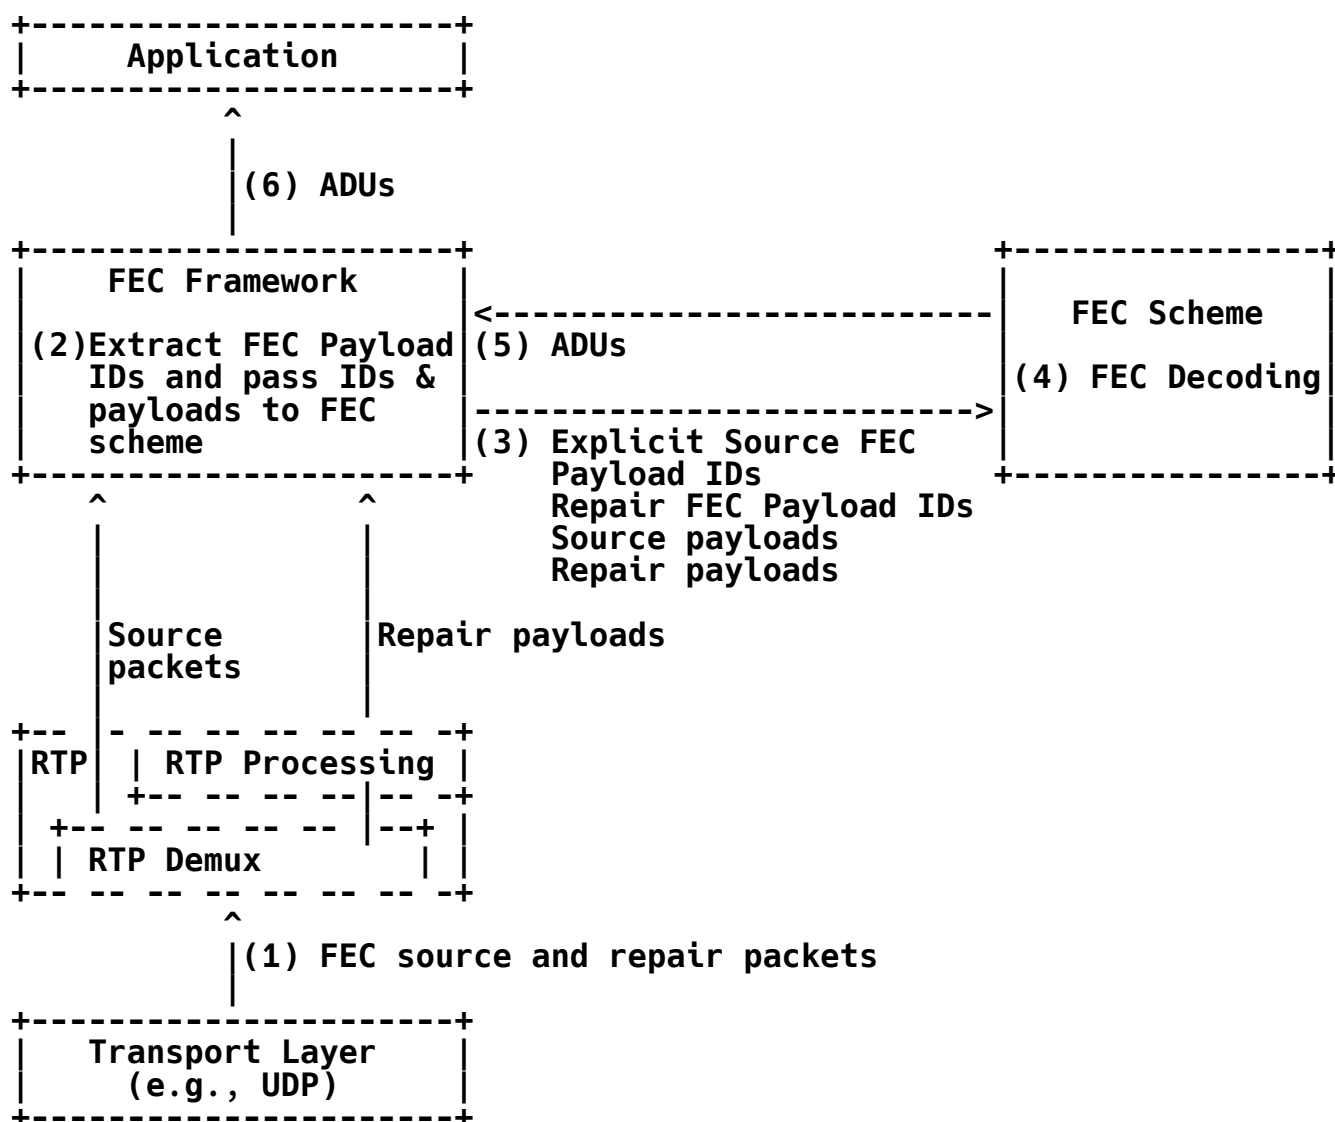 Application
(6) ADUs
FEC Framework
FEC Scheme
(2)Extract FEC Payload (5) ADUs
IDs and pass IDs & (4) FEC Decoding
payloads to FEC
scheme (3) Explicit Source FEC
Payload IDs
Repair FEC Payload IDs
Source payloads
Repair payloads
Source Repair payloads
packets
RTP RTP Processing
RTP Demux
(1) FEC source and repair packets
Transport Layer
(e.g., UDP)